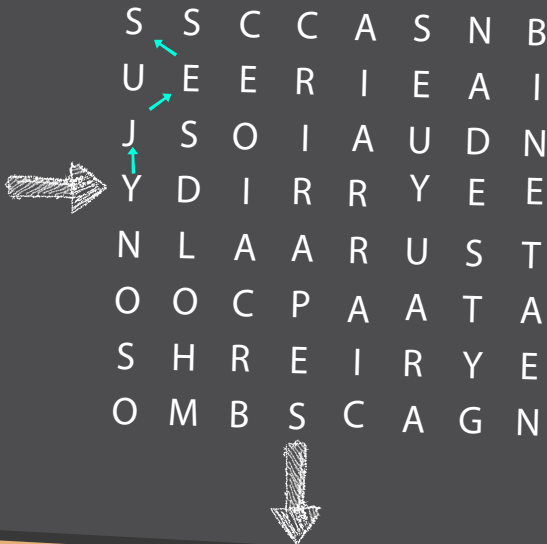 S S C C A S N B
U E E R I E A I
J S O I A U D N
Y D I R R Y E E
N L A A R U S T
O O C P A A T A
S H R E I R Y E
O M B S C A G N